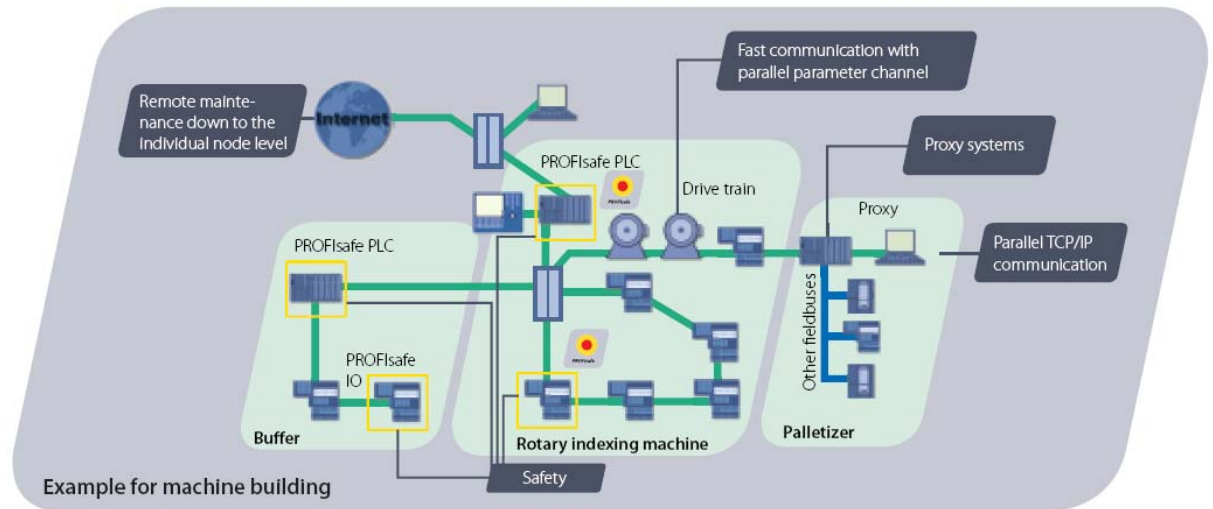 Fast communication with
parallel parameter channel
Remote mainte-
nance down to the
individual node level
Internet
PROFIsafe PLC
PROFIsafe
Drive train
Proxy systems
Proxy
Parallel TCP/IP
communication
PROFIsafe PLC
Other fieldbuses
PROFIsafe
IO
PROFIsafe
Buffer
Rotary indexing machine
Palletizer
Safety
Example for machine building